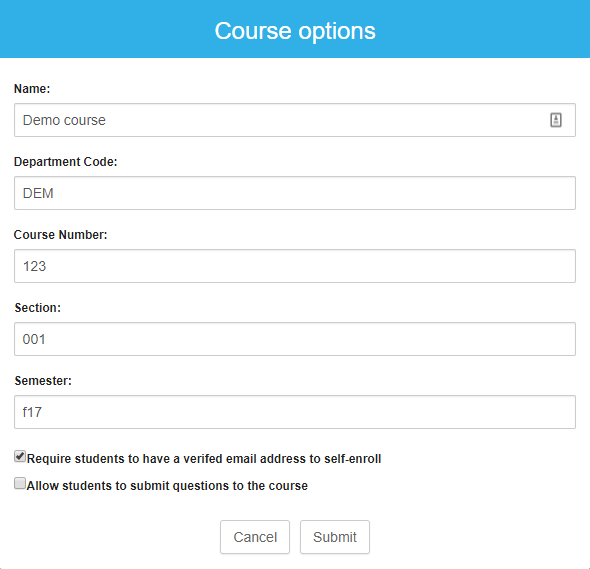 Course options
Name:
Demo course
Department Code:
DEM
Course Number:
123
Section:
001
Semester:
f17
Require students to have a verifed email address to self-enroll
Allow students to submit questions to the course
Cancel Submit